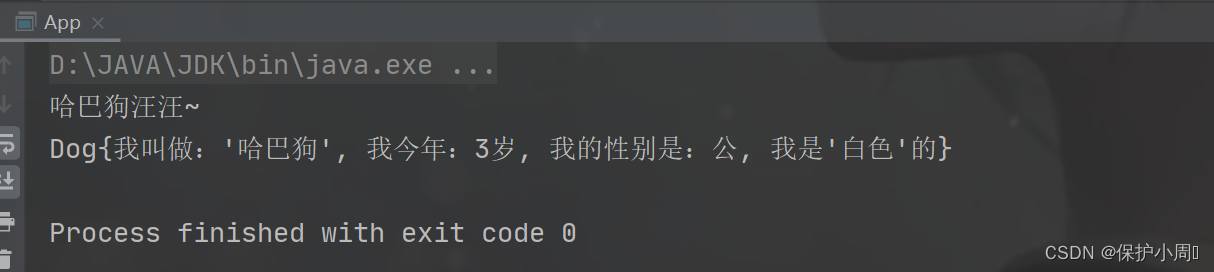 App
D:\JAVA\JDK\bin\java.exe ...
哈巴狗汪汪~
Dog{我叫做：'哈巴狗', 我今年：3岁, 我的性别是：公, 我是'白色'的}
Process finished with exit code 0
CSDN @保护小周